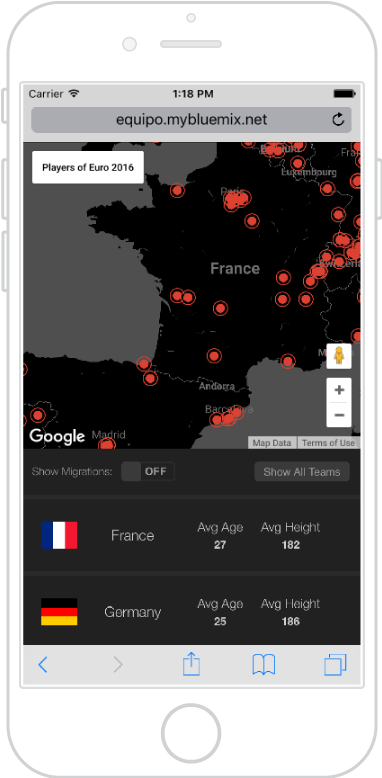 Carrier 1:18 PM
equipo.mybluemix.net
Players of Euro 2016
Belgium
Luxembourg
Paris
France
Andorra
Barcelona
Madrid
Google
Map Data Terms of Use
Show Migrations: OFF Show All Teams
France Avg Age Avg Height
27 182
Germany Avg Age Avg Height
25 186